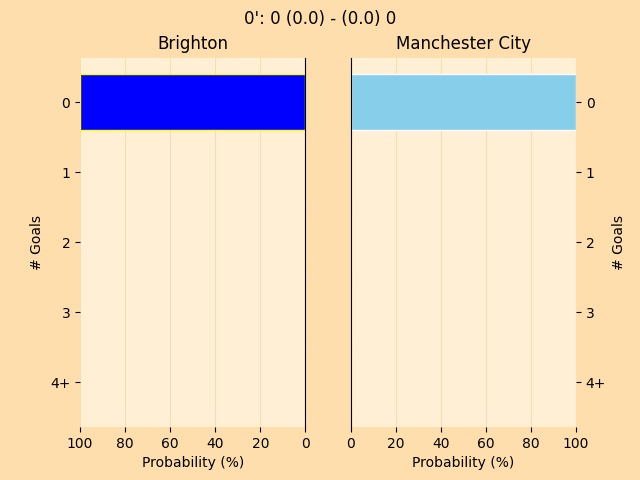 0': 0 (0.0) - (0.0) 0
Brighton
Manchester City
0
1
2
3
4+
# Goals
100 80 60 40 20 0
Probability (%)
0
1
2
3
4+
# Goals
0 20 40 60 80 100
Probability (%)